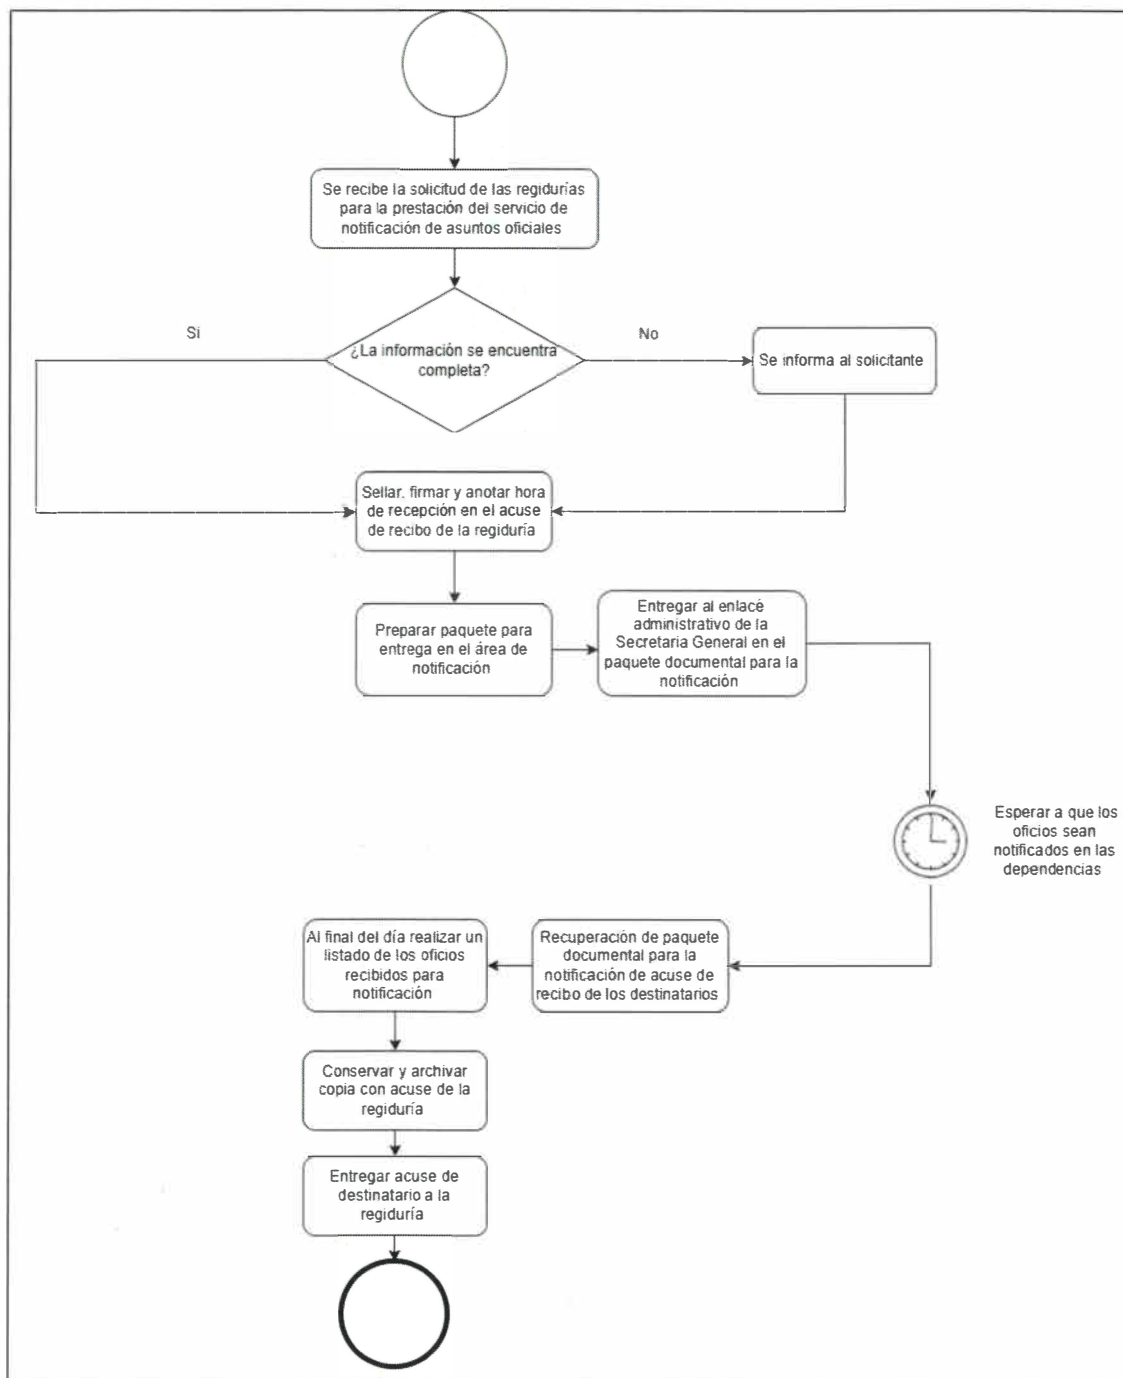 Se recibe la solicitud de las regidurías
para la prestación del servicio de
notificación de asuntos oficiales
Si
¿La información se encuentra
completa?
No
Se informa al solicitante
Sellar, firmar y anotar hora
de recepción en el acuse
de recibo de la regiduría
Preparar paquete para
entrega en el área de
notificación
Entregar al enlacé
administrativo de la
Secretaria General en el
paquete documental para la
notificación
Esperar a que los
oficios sean
notificados en las
dependencias
Recuperación de paquete
documental para la
notificación de acuse de
recibo de los destinatarios
Al final del día realizar un
listado de los oficios
recibidos para
notificación
Conservar y archivar
copia con acuse de la
regiduría
Entregar acuse de
destinatario a la
regiduría